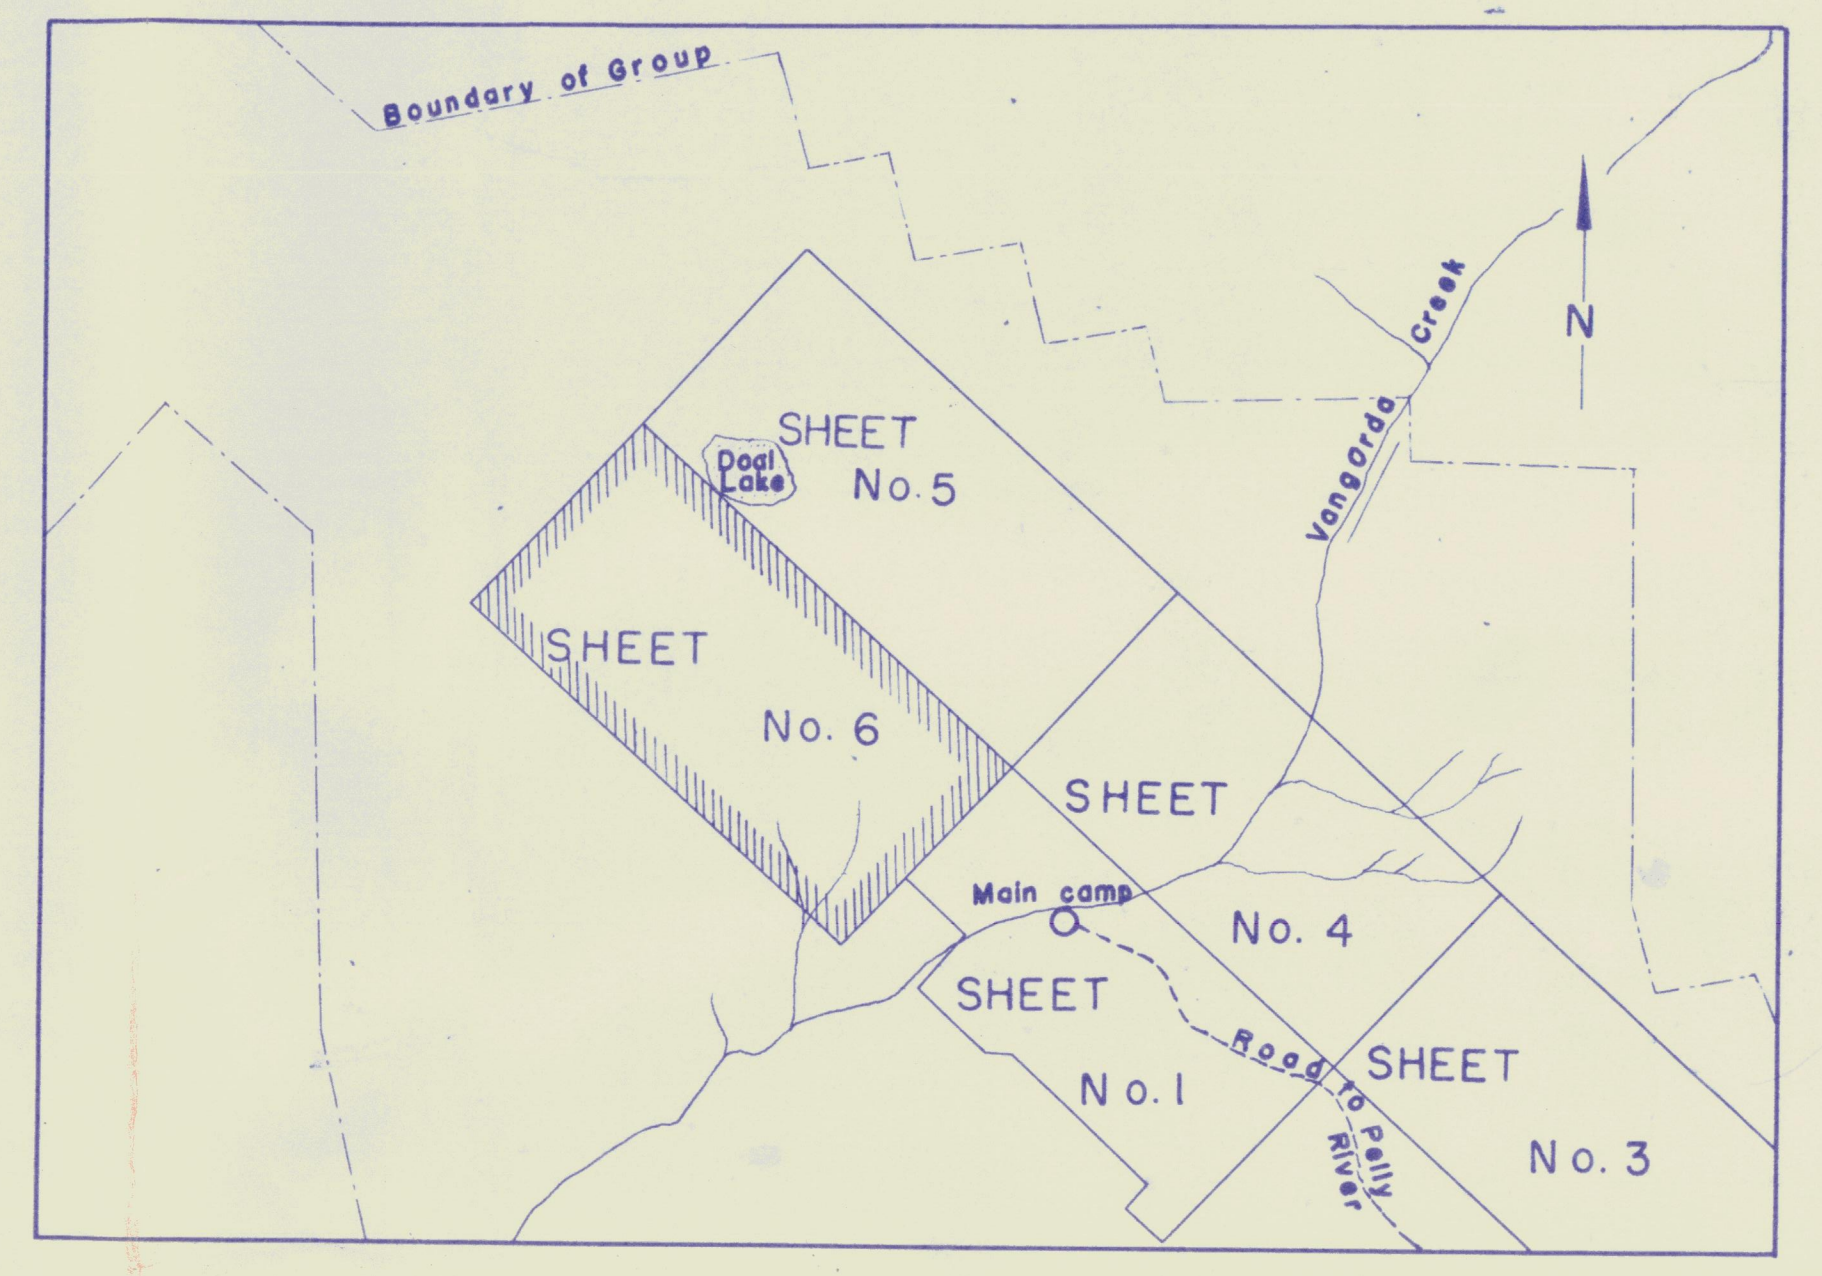 Boundary of Group
Creek
N
Vangorda
SHEET
No. 5
Doal
Lake
SHEET
No. 6
SHEET
No. 4
Main camp
SHEET
No. 1
Road to Pelly
River
SHEET
No. 3